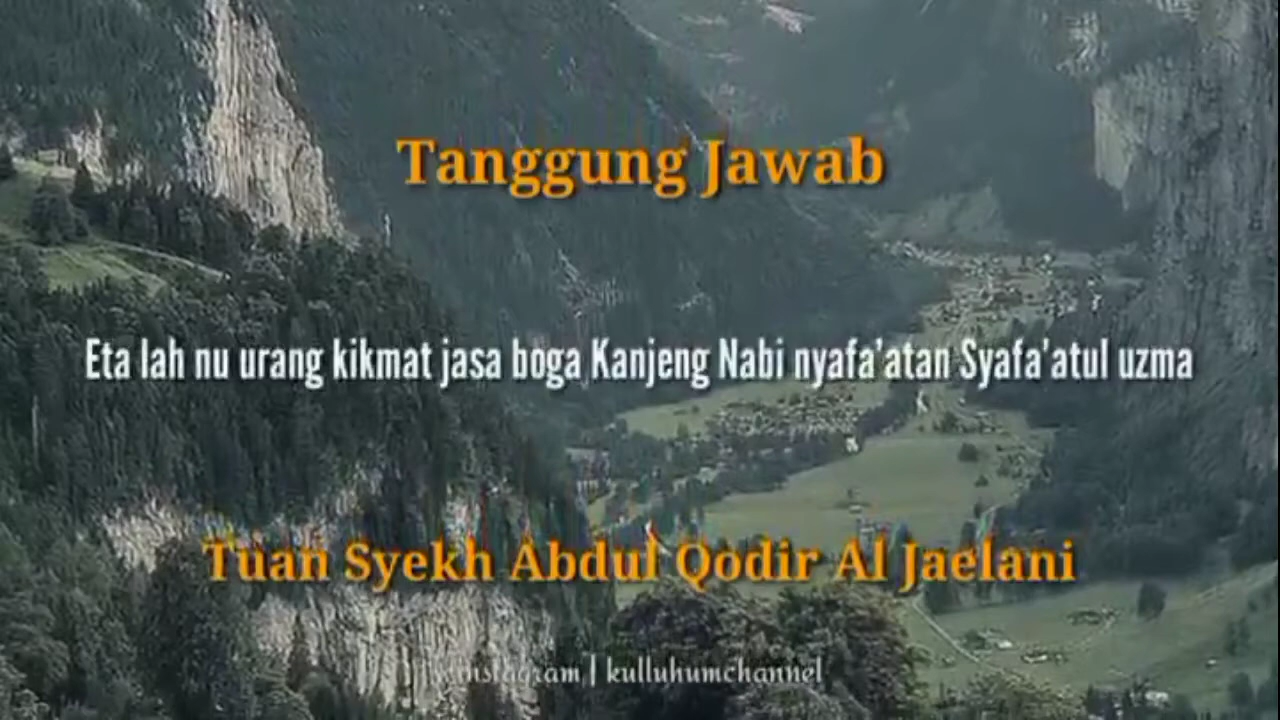 Tanggung Jawab
Eta lah nu urang kikmat jasa boga Kanjeng Nabi nyafa'atan Syafa'atul uzma
Tuan Syekh Abdul Qodir Al Jaelani
instagram | kulluhumchannel